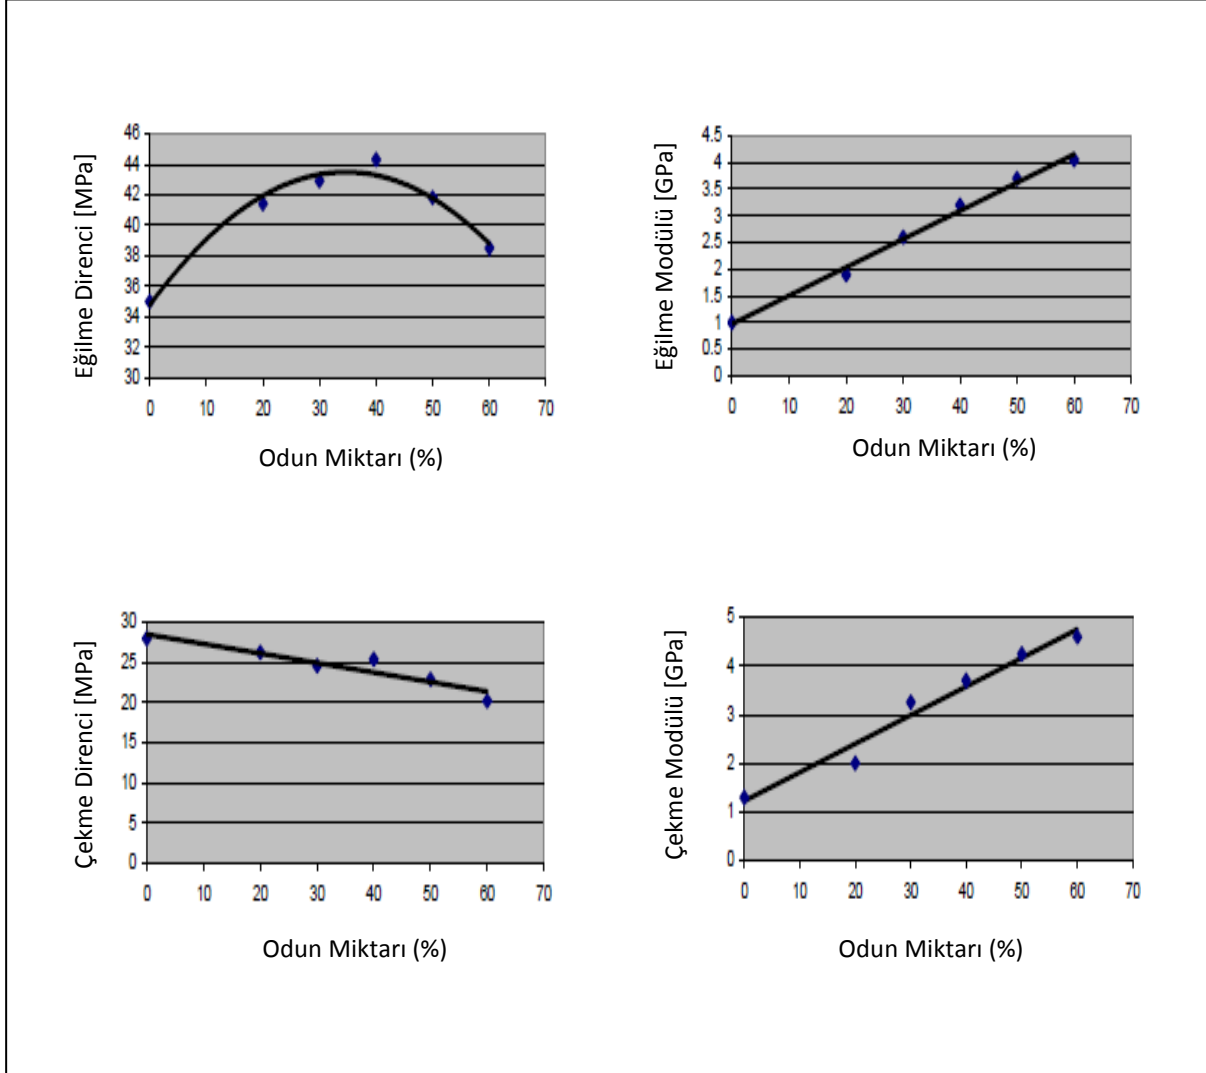 Eğilme Direnci [MPa]
46
44
42
40
38
36
34
32
30
0 10 20 30 40 50 60 70
Odun Miktarı (%)
Eğilme Modülü [GPa]
4.5
4
3.5
3
2.5
2
1.5
1
0.5
0
0 10 20 30 40 50 60 70
Odun Miktarı (%)
Çekme Direnci [MPa]
30
25
20
15
10
5
0
0 10 20 30 40 50 60 70
Odun Miktarı (%)
Çekme Modülü [GPa]
5
4
3
2
1
0
0 10 20 30 40 50 60 70
Odun Miktarı (%)